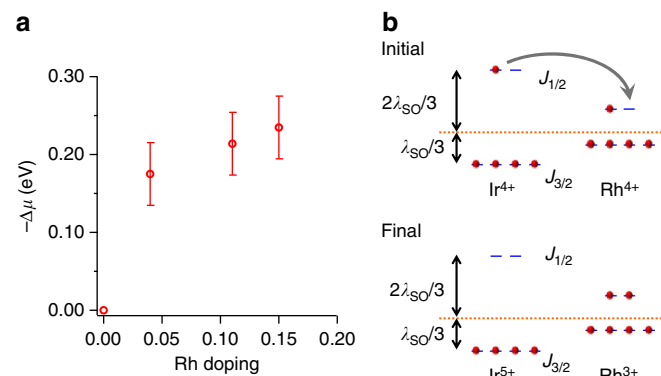 a
b
0.30
0.20
0.10
0.00
−Δμ (eV)
0.00 0.05 0.10 0.15 0.20
Rh doping
Initial
J1/2
2λSO/3
λSO/3
J3/2
Ir4+
Rh4+
Final
J1/2
2λSO/3
λSO/3
J3/2
Ir5+
Rh3+